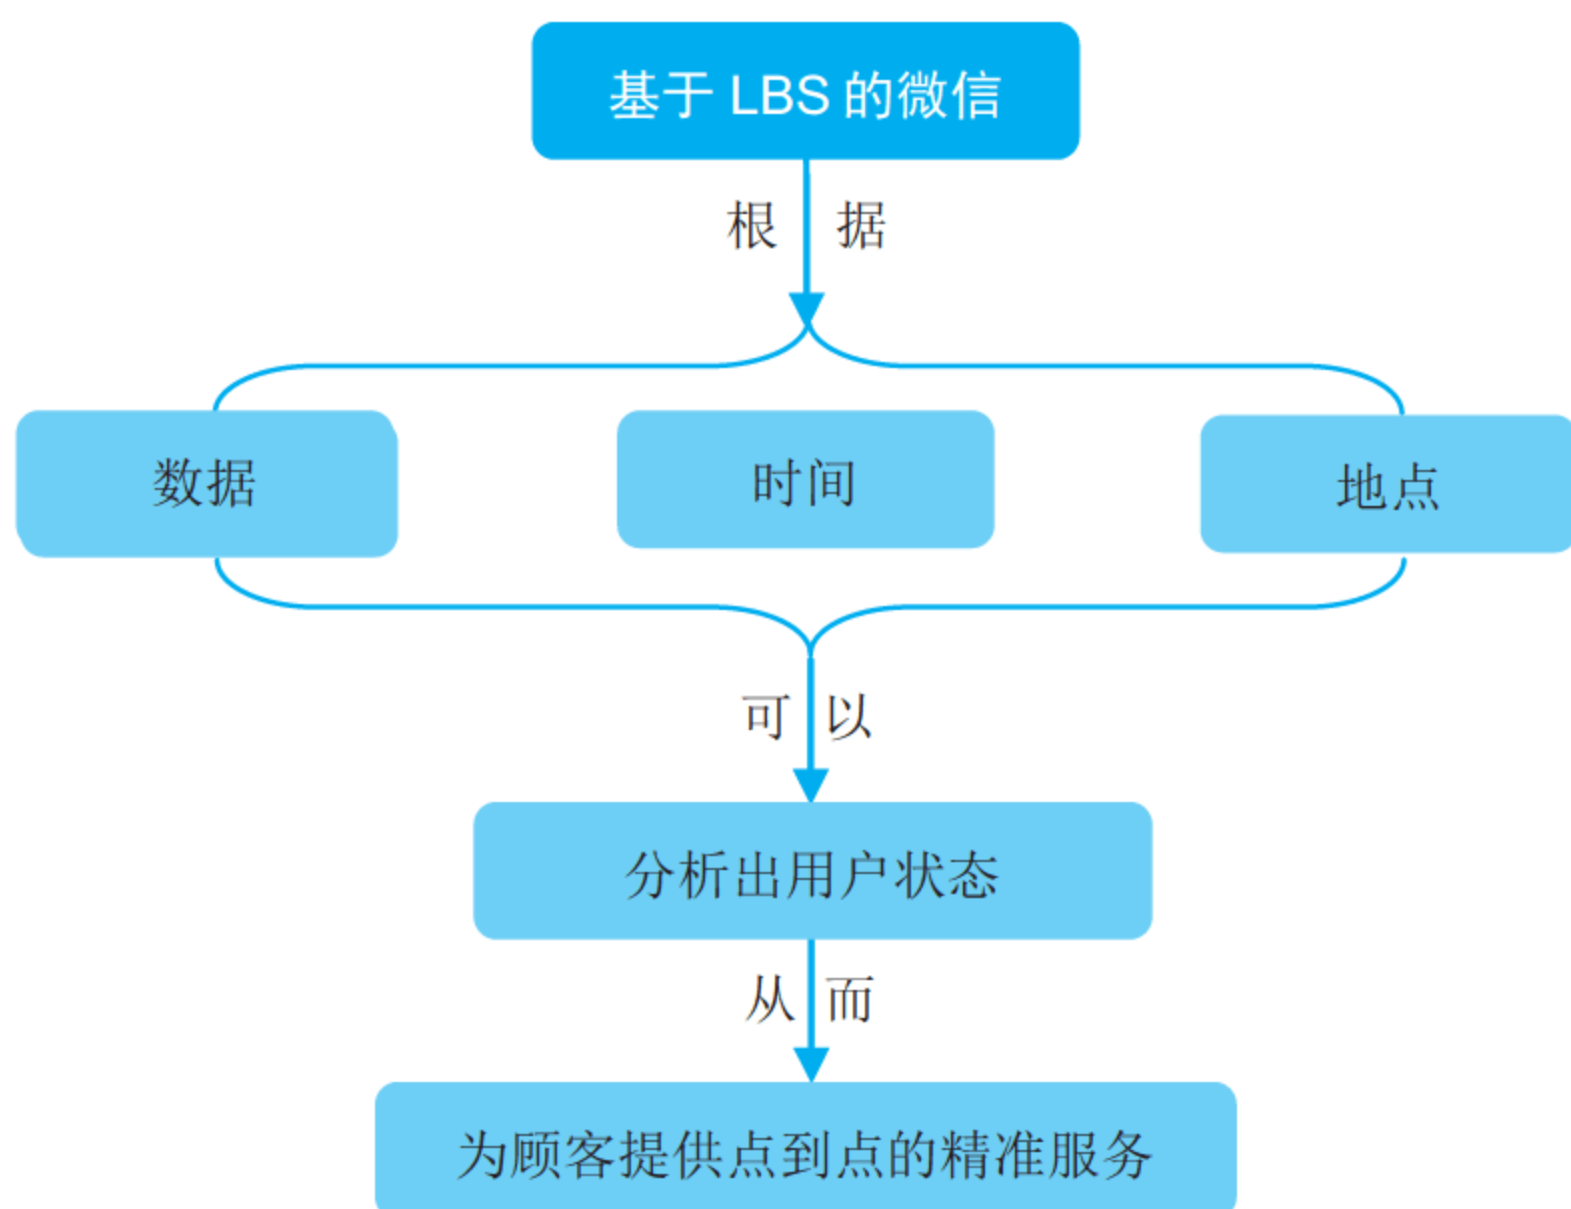 基于 LBS 的微信
根 据
数据
时间
地点
可 以
分析出用户状态
从 而
为顾客提供点到点的精准服务